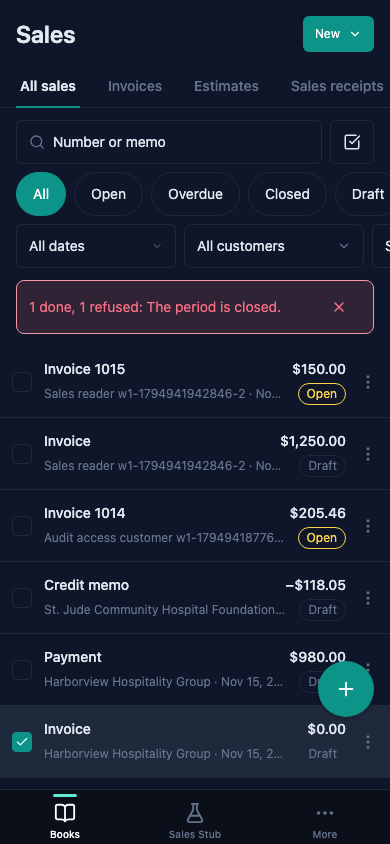 Sales
New
All sales Invoices Estimates Sales receipts
Number or memo
All Open Overdue Closed Draft
All dates All customers S
1 done, 1 refused: The period is closed.
Invoice 1015 $150.00
Sales reader w1-1794941942846-2 · No... Open
Invoice $1,250.00
Sales reader w1-1794941942846-2 · No... Draft
Invoice 1014 $205.46
Audit access customer w1-17949418776... Open
Credit memo −$118.05
St. Jude Community Hospital Foundation... Draft
Payment $980.00
Harborview Hospitality Group · Nov 15, 2...
Invoice $0.00
Harborview Hospitality Group · Nov 15, 2... Draft
Books Sales Stub More